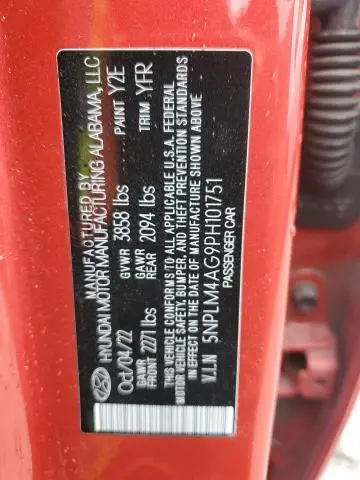 MANUFACTURED BY
HYUNDAI MOTOR MANUFACTURING ALABAMA, LLC
Oct/04/22 GVWR 3858 lbs PAINT Y2E
GAWR FRONT 2271 lbs GAWR REAR 2094 lbs TRIM YFR
THIS VEHICLE CONFORMS TO ALL APPLICABLE U.S.A. FEDERAL
MOTOR VEHICLE SAFETY, BUMPER, AND THEFT PREVENTION STANDARDS
IN EFFECT ON THE DATE OF MANUFACTURE SHOWN ABOVE
V.I.N 5NPLM4AG9PH101751
PASSENGER CAR